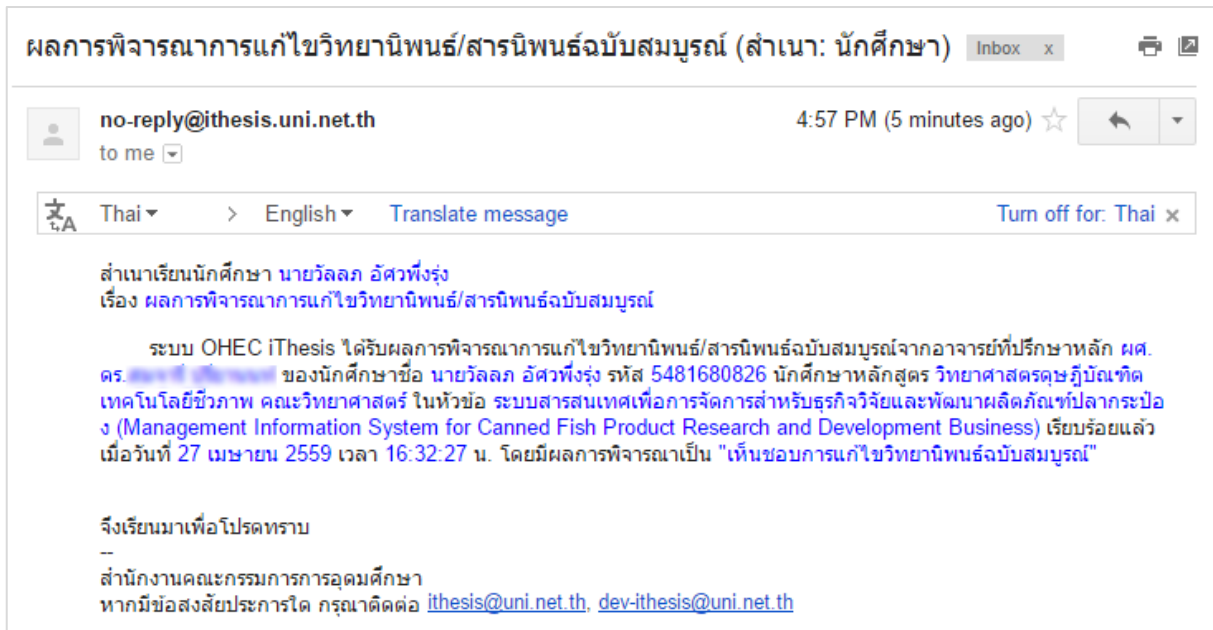 ผลการพิจารณาการแก้ไขวิทยานิพนธ์/สารนิพนธ์ฉบับสมบูรณ์ (สำเนา: นักศึกษา) Inbox x
no-reply@ithesis.uni.net.th 4:57 PM (5 minutes ago)
to me
Thai > English Translate message Turn off for: Thai x
สำเนาเรียนนักศึกษา นายวัลลภ อัศวพึ่งรุ่ง
เรื่อง ผลการพิจารณาการแก้ไขวิทยานิพนธ์/สารนิพนธ์ฉบับสมบูรณ์
ระบบ OHEC iThesis ได้รับผลการพิจารณาการแก้ไขวิทยานิพนธ์/สารนิพนธ์ฉบับสมบูรณ์จากอาจารย์ที่ปรึกษาหลัก ผศ.
ดร. ของนักศึกษาชื่อ นายวัลลภ อัศวพึ่งรุ่ง รหัส 5481680826 นักศึกษาหลักสูตร วิทยาศาสตรดุษฎีบัณฑิต
เทคโนโลยีชีวภาพ คณะวิทยาศาสตร์ ในหัวข้อ ระบบสารสนเทศเพื่อการจัดการสำหรับธุรกิจวิจัยและพัฒนาผลิตภัณฑ์ปลากระป๋อ
ง (Management Information System for Canned Fish Product Research and Development Business) เรียบร้อยแล้ว
เมื่อวันที่ 27 เมษายน 2559 เวลา 16:32:27 น. โดยมีผลการพิจารณาเป็น "เห็นชอบการแก้ไขวิทยานิพนธ์ฉบับสมบูรณ์"
จึงเรียนมาเพื่อโปรดทราบ
--
สำนักงานคณะกรรมการการอุดมศึกษา
หากมีข้อสงสัยประการใด กรุณาติดต่อ ithesis@uni.net.th, dev-ithesis@uni.net.th